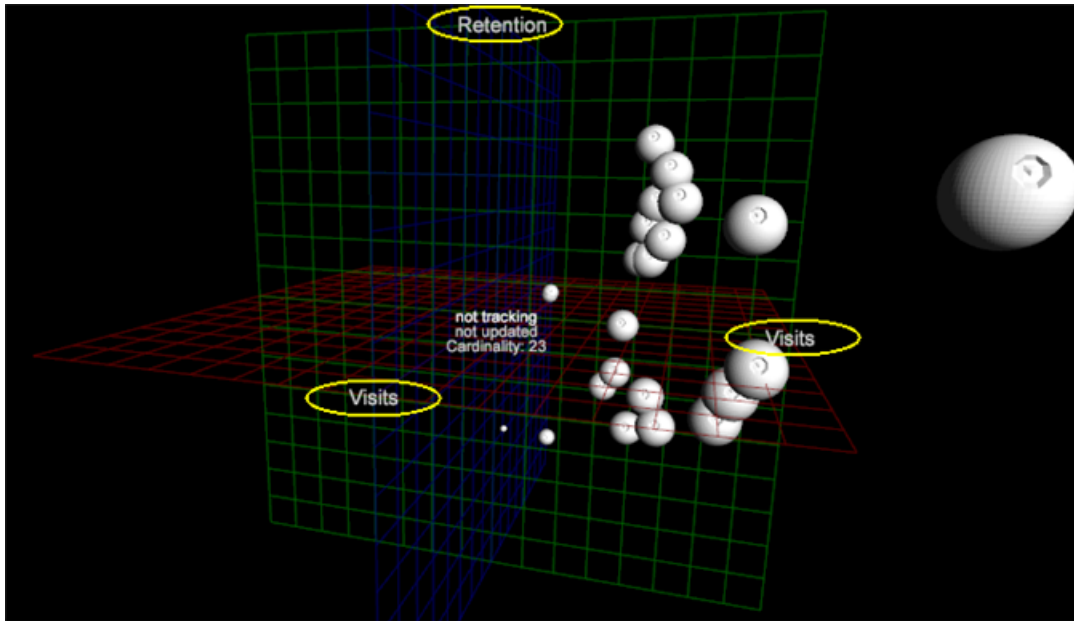 Retention
not tracking
not updated
Cardinality: 23
Visits
Visits